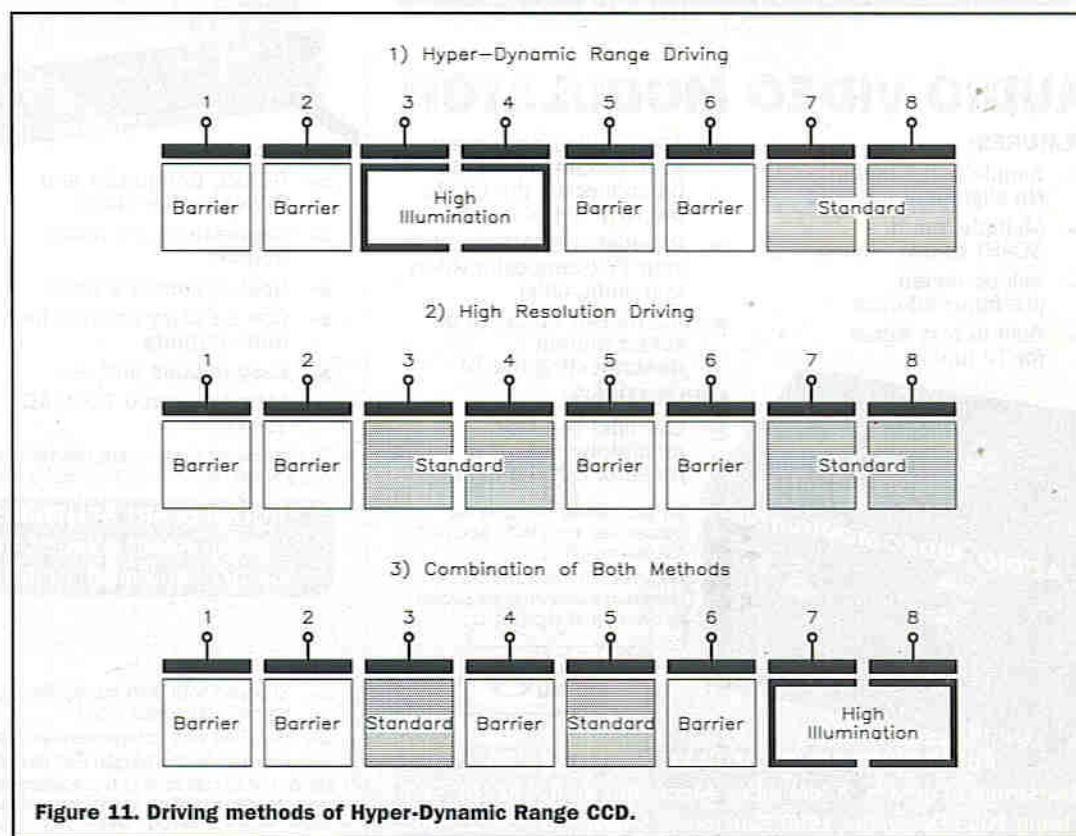 1) Hyper-Dynamic Range Driving
1 2 3 4 5 6 7 8
Barrier Barrier High Illumination Barrier Barrier Standard
2) High Resolution Driving
1 2 3 4 5 6 7 8
Barrier Barrier Standard Barrier Barrier Standard
3) Combination of Both Methods
1 2 3 4 5 6 7 8
Barrier Barrier Standard Barrier Standard Barrier High Illumination
Figure 11. Driving methods of Hyper-Dynamic Range CCD.